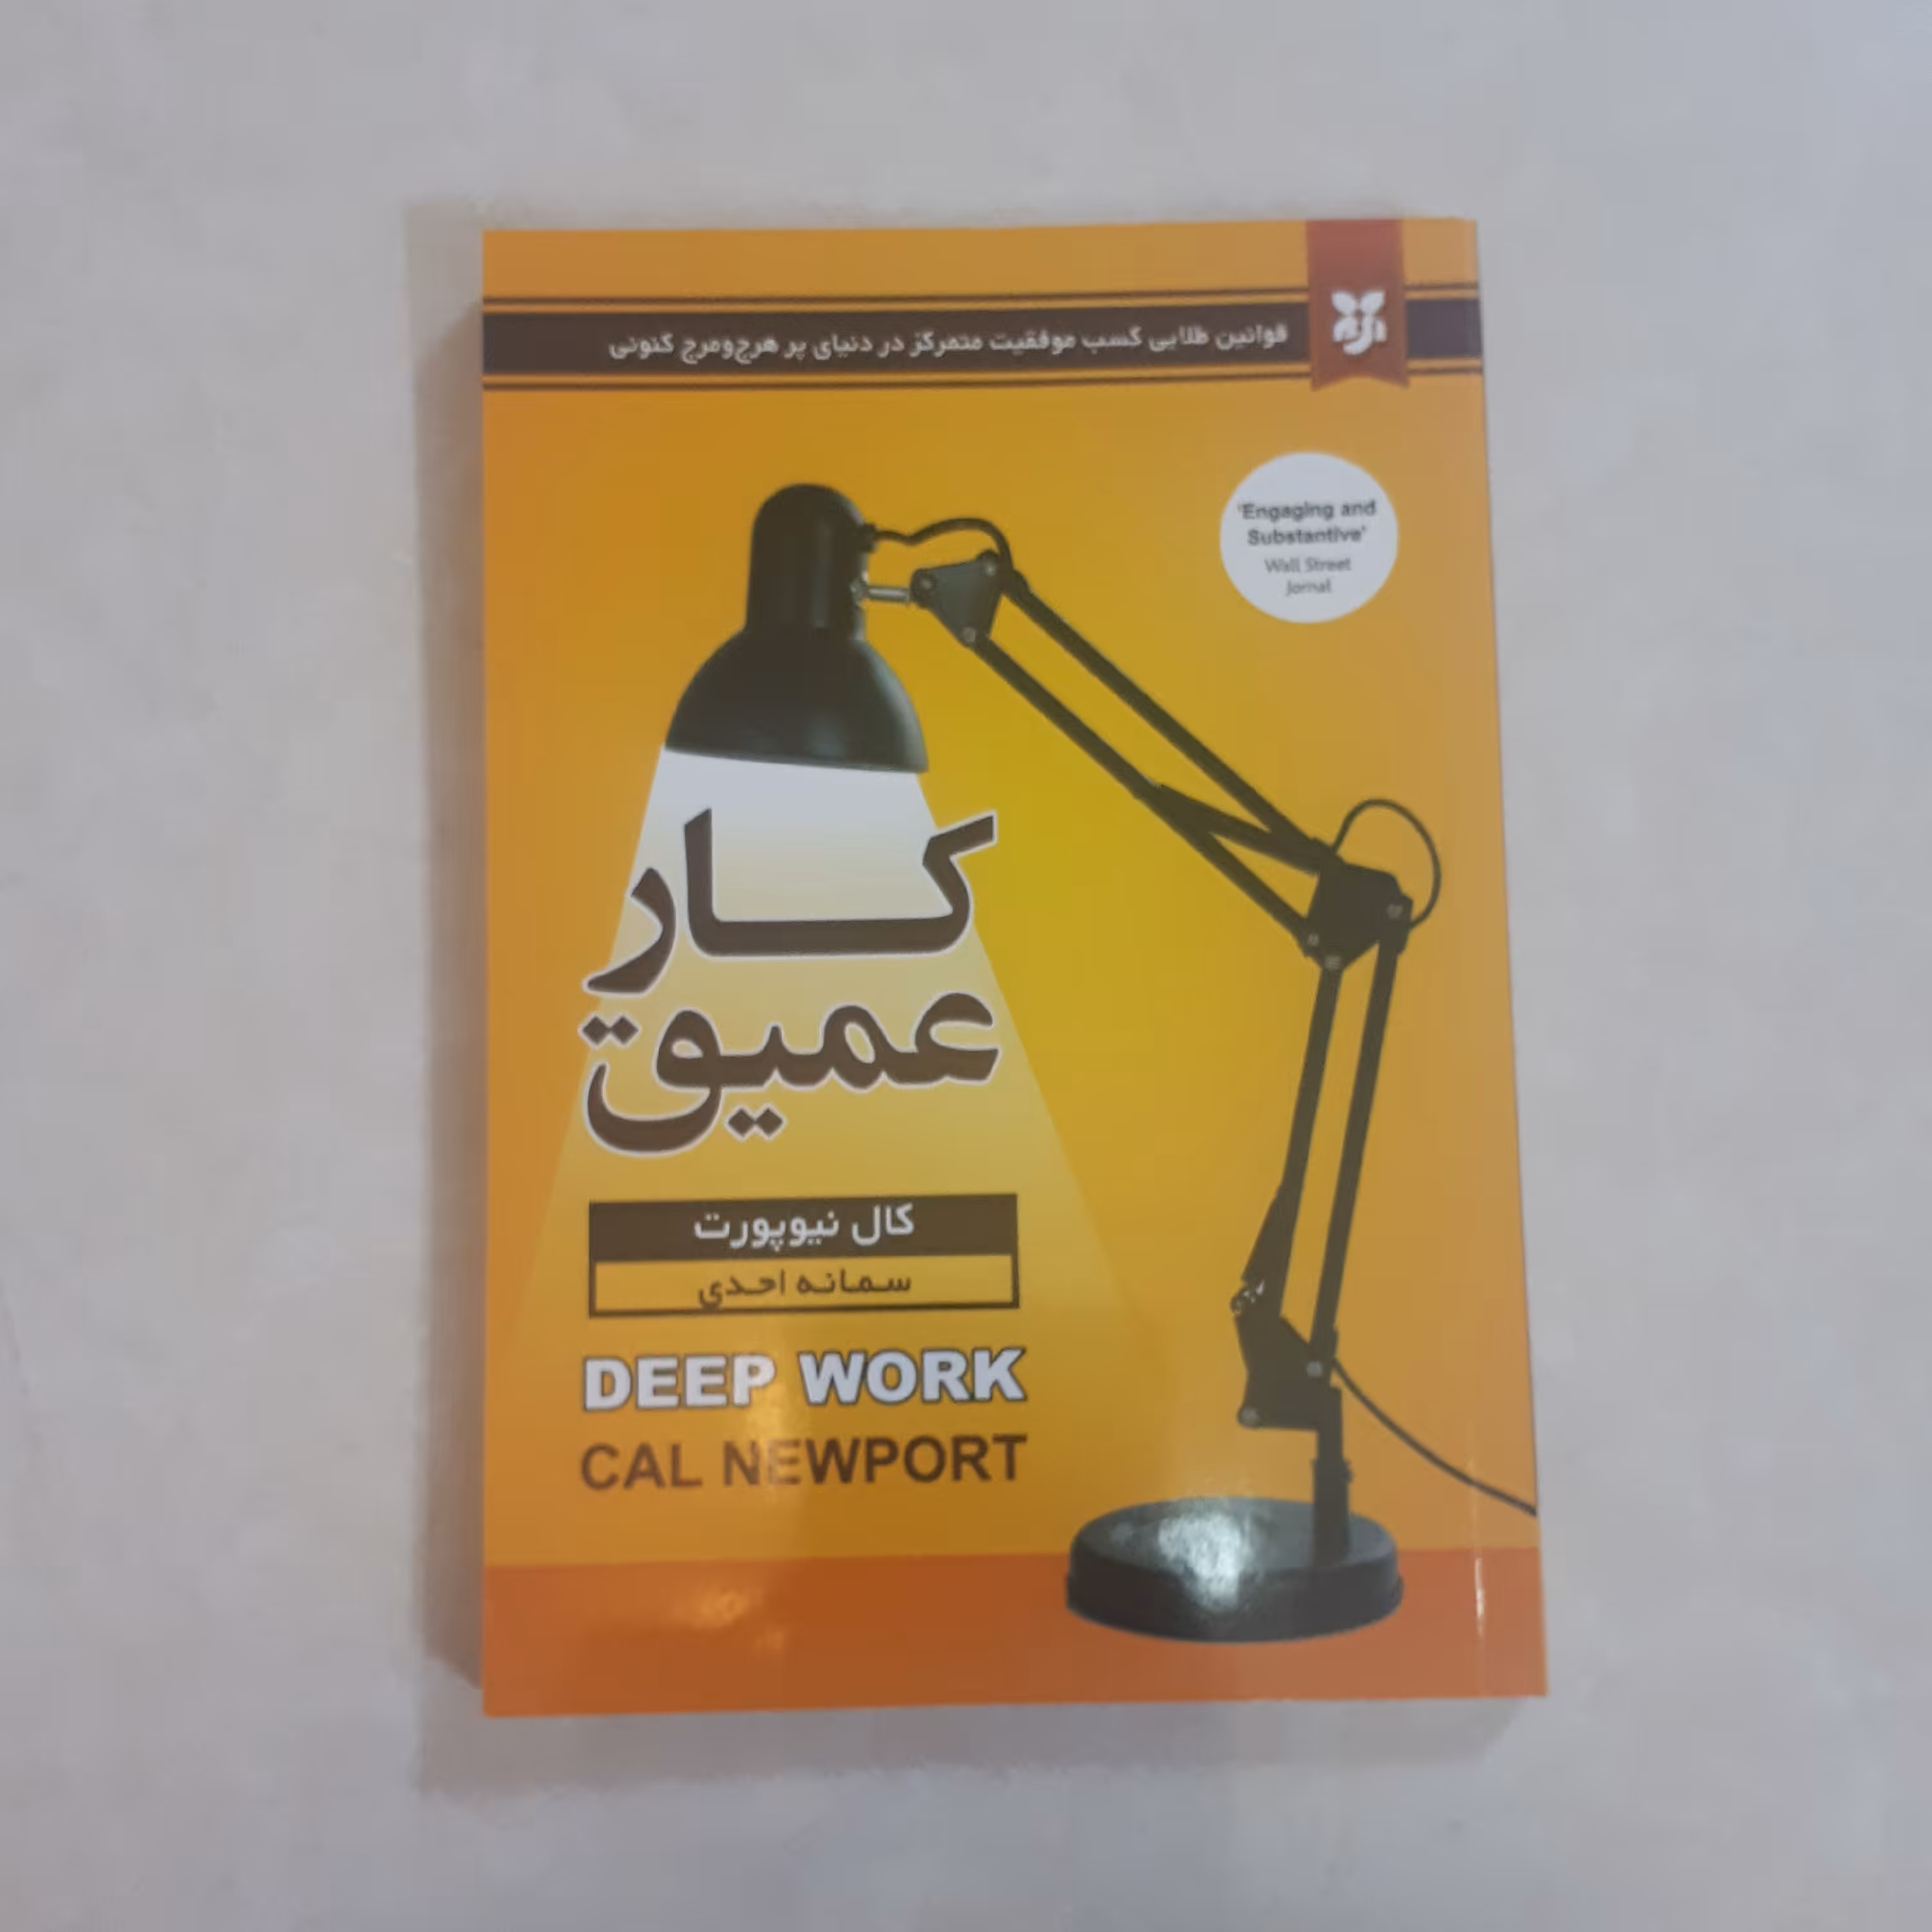 قوانین طلایی کسب موفقیت متمرکز در دنیای پر هرج‌ومرج کنونی
'Engaging and
Substantive'
Wall Street
Jornal
کار
عمیق
کال نیوپورت
سمانه احدی
DEEP WORK
CAL NEWPORT